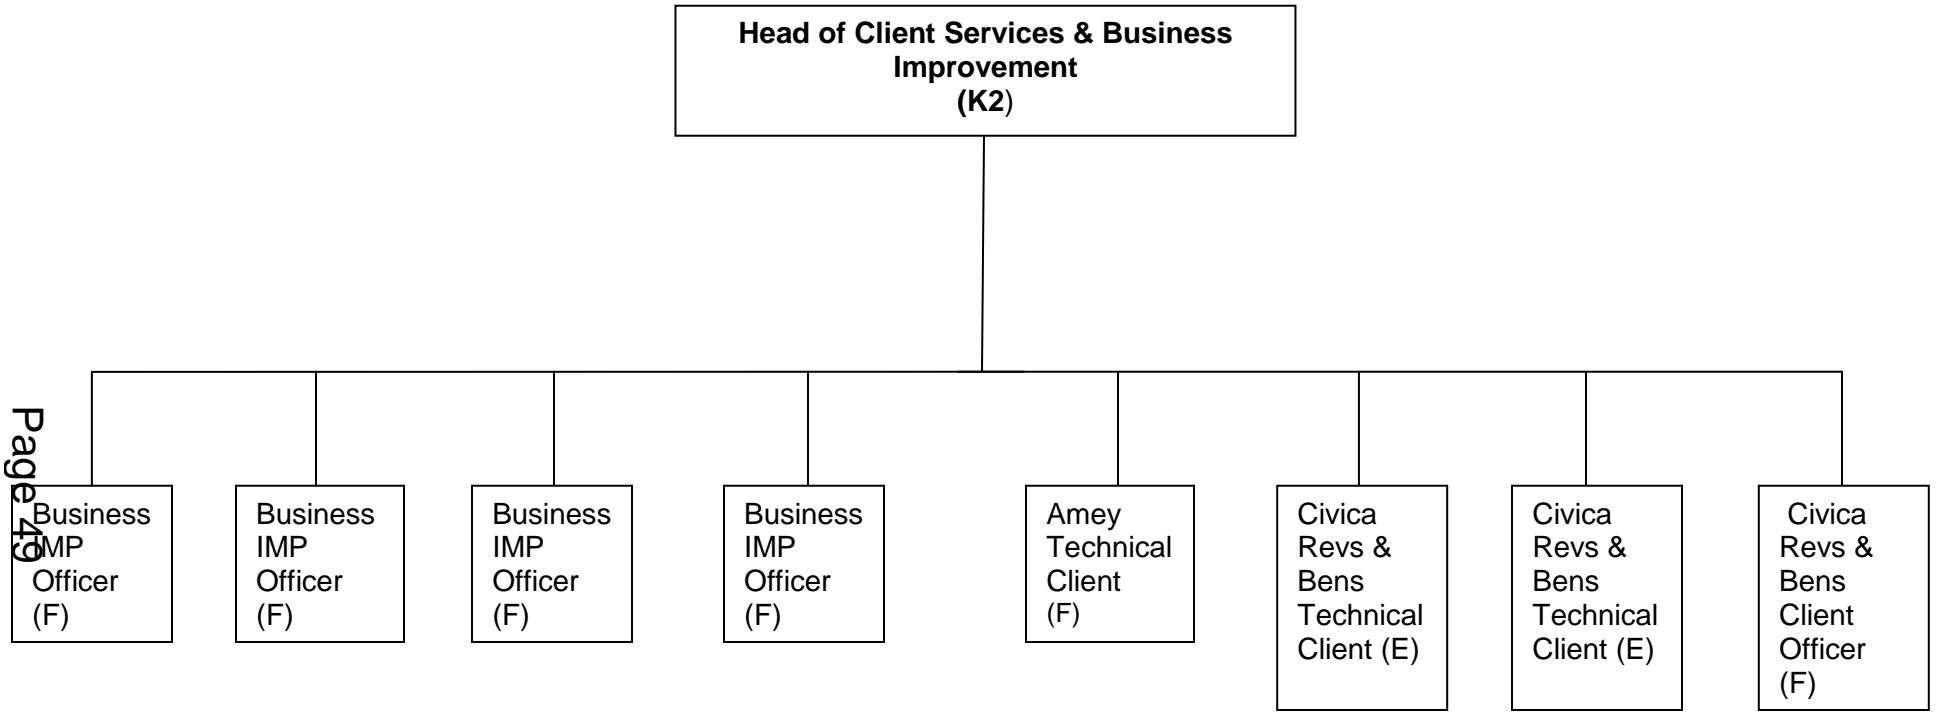 Head of Client Services & Business
Improvement
(K2)
Page 49
Business
IMP
Officer
(F)
Business
IMP
Officer
(F)
Business
IMP
Officer
(F)
Business
IMP
Officer
(F)
Amey
Technical
Client
(F)
Civica
Revs &
Bens
Technical
Client (E)
Civica
Revs &
Bens
Technical
Client (E)
Civica
Revs &
Bens
Client
Officer
(F)